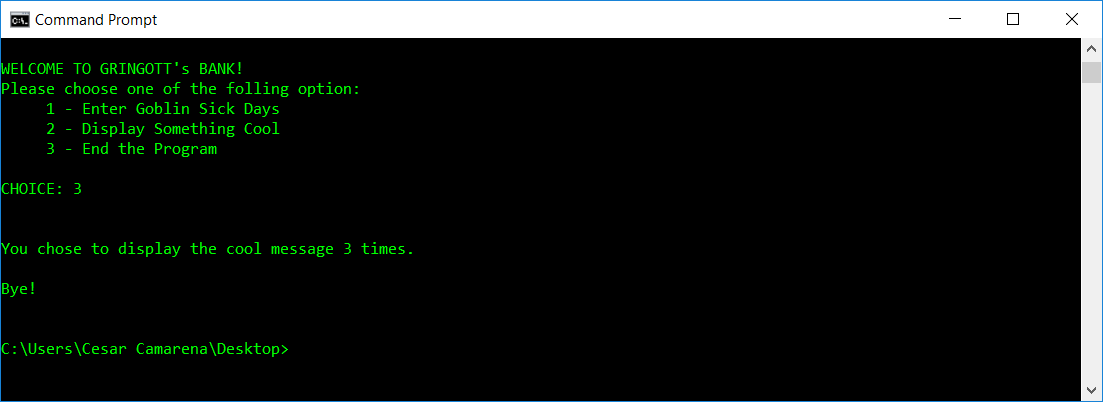 Command Prompt
WELCOME TO GRINGOTT's BANK!
Please choose one of the folling option:
1 - Enter Goblin Sick Days
2 - Display Something Cool
3 - End the Program
CHOICE: 3
You chose to display the cool message 3 times.
Bye!
C:\Users\Cesar Camarena\Desktop>